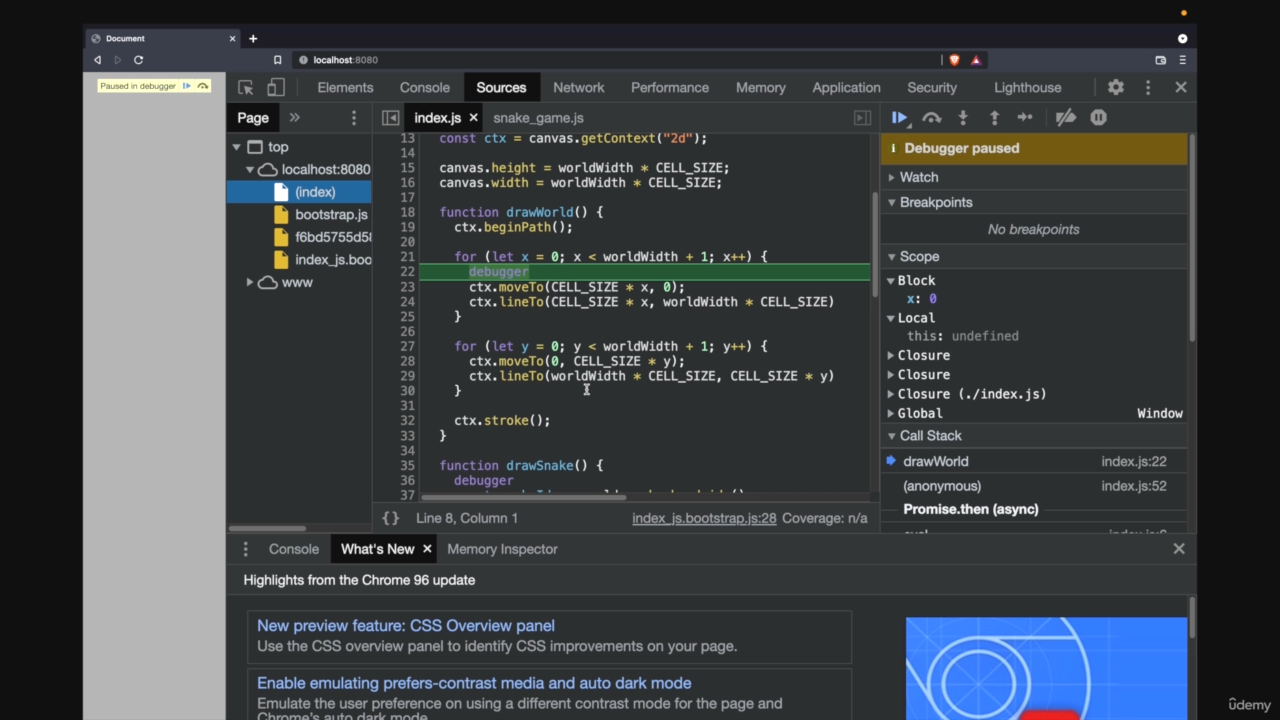 Document
localhost:8080
Paused in debugger
Elements
Console
Sources
Network
Performance
Memory
Application
Security
Lighthouse
Page
index.js
snake_game.js
top
localhost:8080
(index)
bootstrap.js
f6bd5755d58
index_js.boo
www
13 const ctx = canvas.getContext("2d");
14
15 canvas.height = worldWidth * CELL_SIZE;
16 canvas.width = worldWidth * CELL_SIZE;
17
18 function drawWorld() {
19 ctx.beginPath();
20
21 for (let x = 0; x < worldWidth + 1; x++) {
22 debugger
23 ctx.moveTo(CELL_SIZE * x, 0);
24 ctx.lineTo(CELL_SIZE * x, worldWidth * CELL_SIZE)
25 }
26
27 for (let y = 0; y < worldWidth + 1; y++) {
28 ctx.moveTo(0, CELL_SIZE * y);
29 ctx.lineTo(worldWidth * CELL_SIZE, CELL_SIZE * y)
30 }
31
32 ctx.stroke();
33 }
34
35 function drawSnake() {
36 debugger
37
{} Line 8, Column 1
index_js.bootstrap.js:28 Coverage: n/a
Debugger paused
Watch
Breakpoints
No breakpoints
Scope
Block
x: 0
Local
this: undefined
Closure
Closure
Closure (./index.js)
Global Window
Call Stack
drawWorld index.js:22
(anonymous) index.js:52
Promise.then (async)
Console
What's New
Memory Inspector
Highlights from the Chrome 96 update
New preview feature: CSS Overview panel
Use the CSS overview panel to identify CSS improvements on your page.
Enable emulating prefers-contrast media and auto dark mode
Emulate the user preference on using a different contrast mode for the page and
Chrome's auto dark mode.
ûdemy